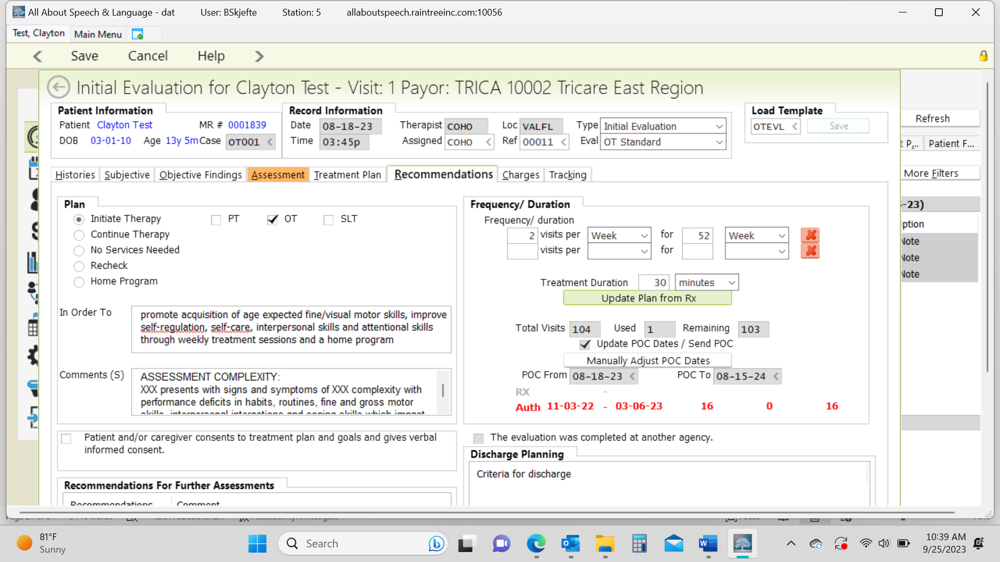 All About Speech & Language - dat User: BSkjefte Station: 5 allaboutspeech.raintreeinc.com:10056
Test, Clayton Main Menu
Save Cancel Help
Initial Evaluation for Clayton Test - Visit: 1 Payor: TRICA 10002 Tricare East Region
Patient Information Record Information Load Template
Patient Clayton Test MR # 0001839 Date 08-18-23 Therapist COHO Loc VALFL Type Initial Evaluation OTEVL Save Refresh
DOB 03-01-10 Age 13y 5m Case OT001 Time 03:45p Assigned COHO Ref 00011 Eval OT Standard
t P... Patient F...
Histories Subjective Objective Findings Assessment Treatment Plan Recommendations Charges Tracking More Filters
Plan Frequency/ Duration -23)
Initiate Therapy PT OT SLT Frequency/ duration ption
Continue Therapy 2 visits per Week for 52 Week Note
No Services Needed visits per for Note
Recheck Note
Home Program Treatment Duration 30 minutes
Update Plan from Rx
In Order To promote acquisition of age expected fine/visual motor skills, improve
self-regulation, self-care, interpersonal skills and attentional skills
through weekly treatment sessions and a home program
Total Visits 104 Used 1 Remaining 103
Update POC Dates / Send POC
Manually Adjust POC Dates
POC From 08-18-23 POC To 08-15-24
RX -
Auth 11-03-22 - 03-06-23 16 0 16
Comments (S) ASSESSMENT COMPLEXITY:
XXX presents with signs and symptoms of XXX complexity with
performance deficits in habits, routines, fine and gross motor
skills, interpersonal interactions and coping skills which impact
Patient and/or caregiver consents to treatment plan and goals and gives verbal
informed consent.
The evaluation was completed at another agency.
Discharge Planning
Criteria for discharge
Recommendations For Further Assessments
Recommendations Comment
81°F
Sunny
Search
10:39 AM
9/25/2023